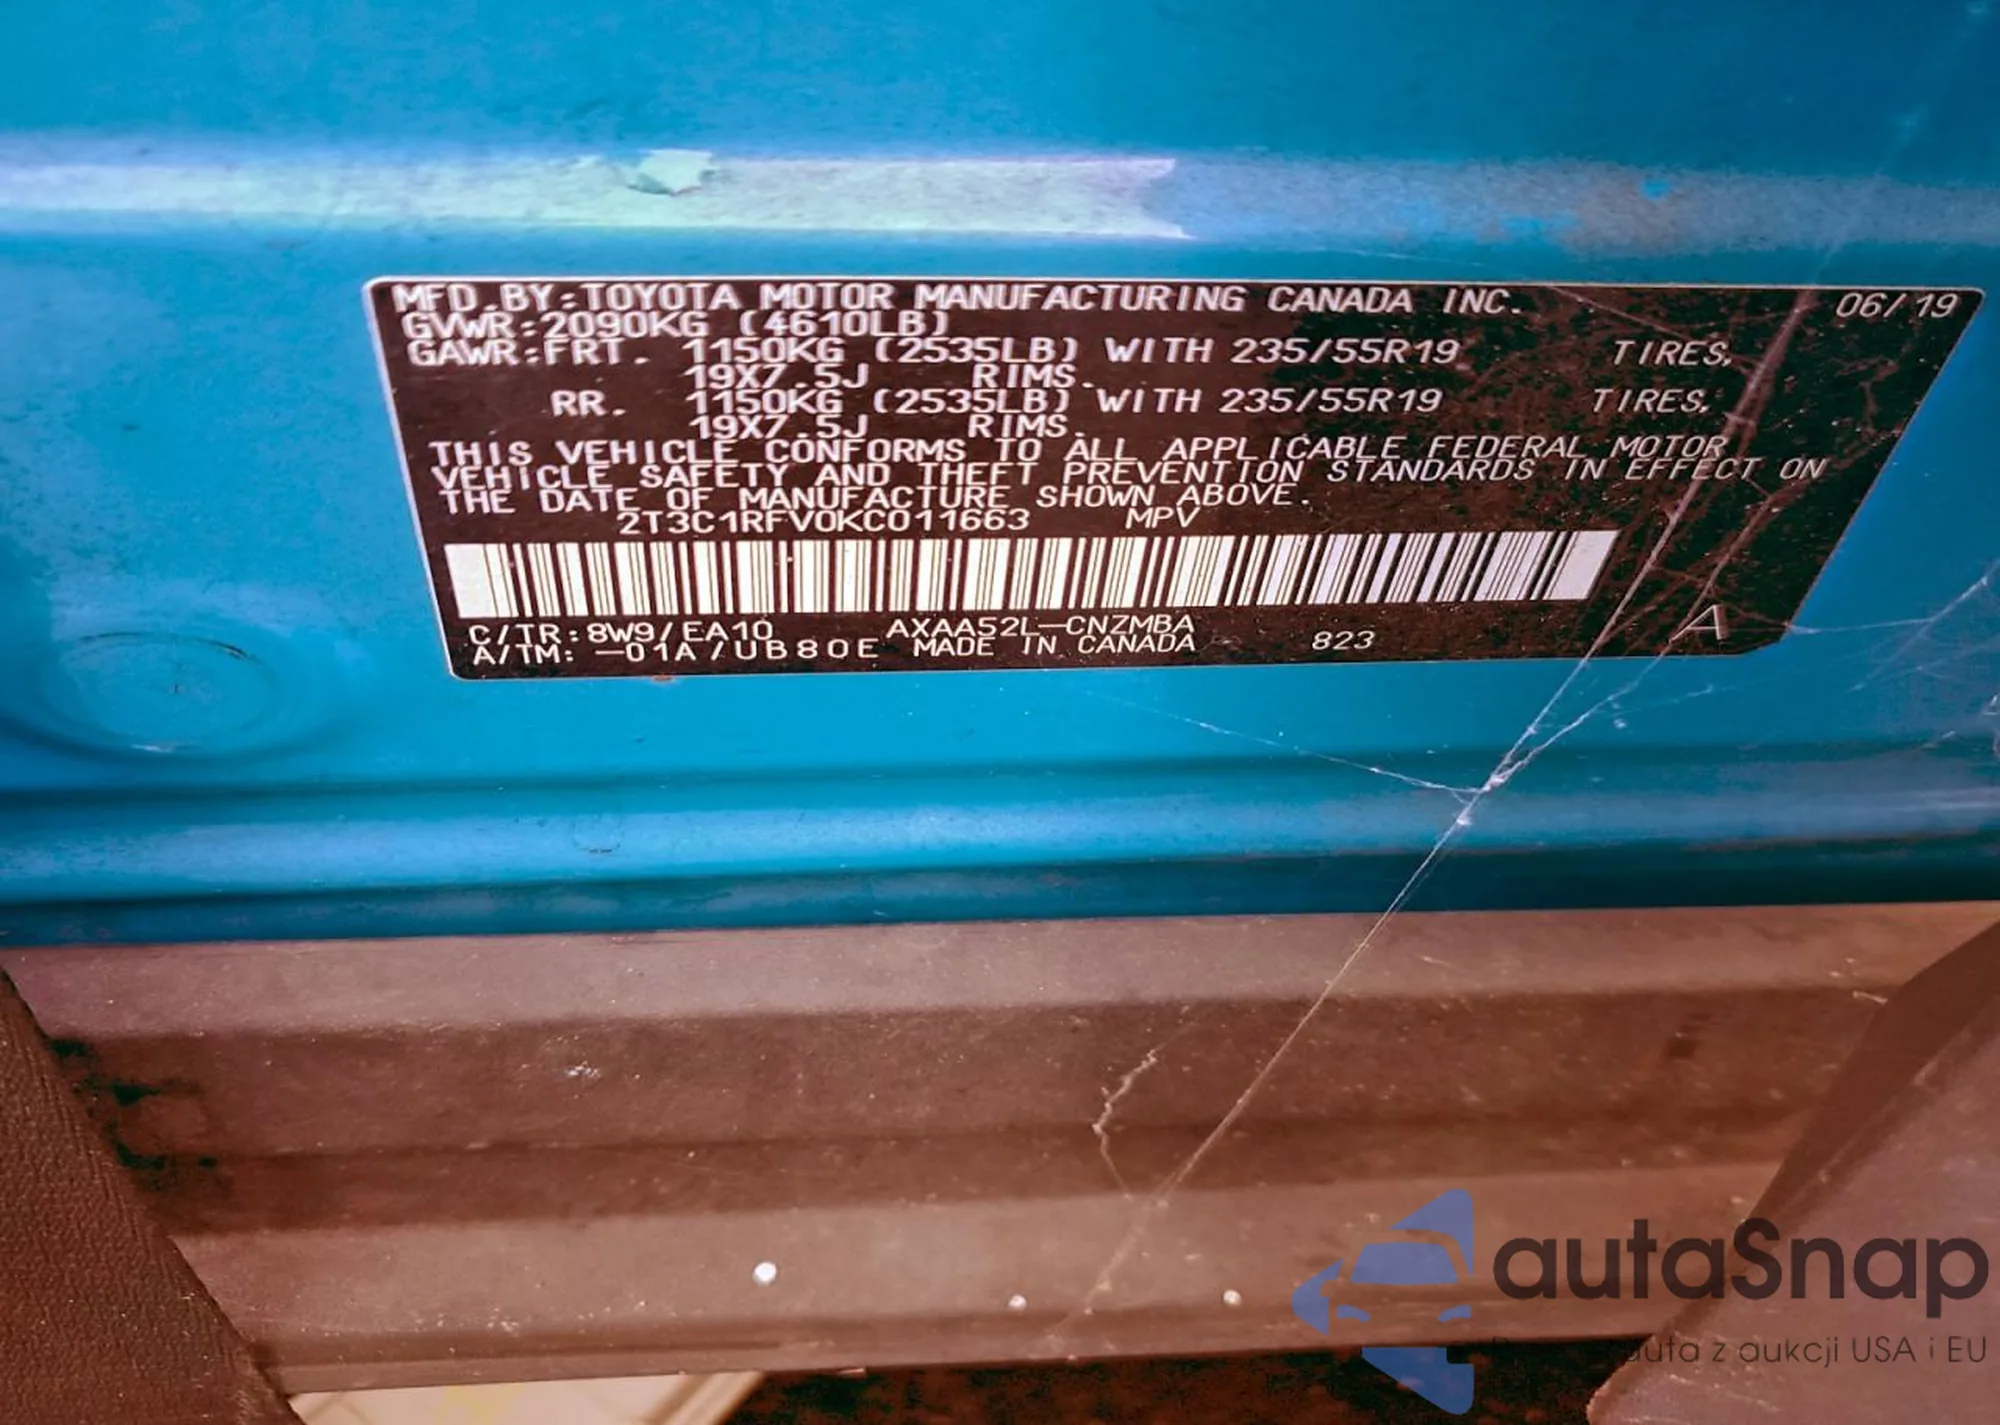 MFD.BY:TOYOTA MOTOR MANUFACTURING CANADA INC. 06/19
GVWR:2090KG (4610LB)
GAWR:FRT. 1150KG (2535LB) WITH 235/55R19 TIRES,
19X7.5J RIMS.
RR. 1150KG (2535LB) WITH 235/55R19 TIRES,
19X7.5J RIMS.
THIS VEHICLE CONFORMS TO ALL APPLICABLE FEDERAL MOTOR
VEHICLE SAFETY AND THEFT PREVENTION STANDARDS IN EFFECT ON
THE DATE OF MANUFACTURE SHOWN ABOVE.
2T3C1RFV0KC011663 MPV
C/TR:8W9/EA10 AXAA52L-CNZMBA
A/TM: -01A/UB80E MADE IN CANADA 823 A
autaSnap
auta z aukcji USA i EU